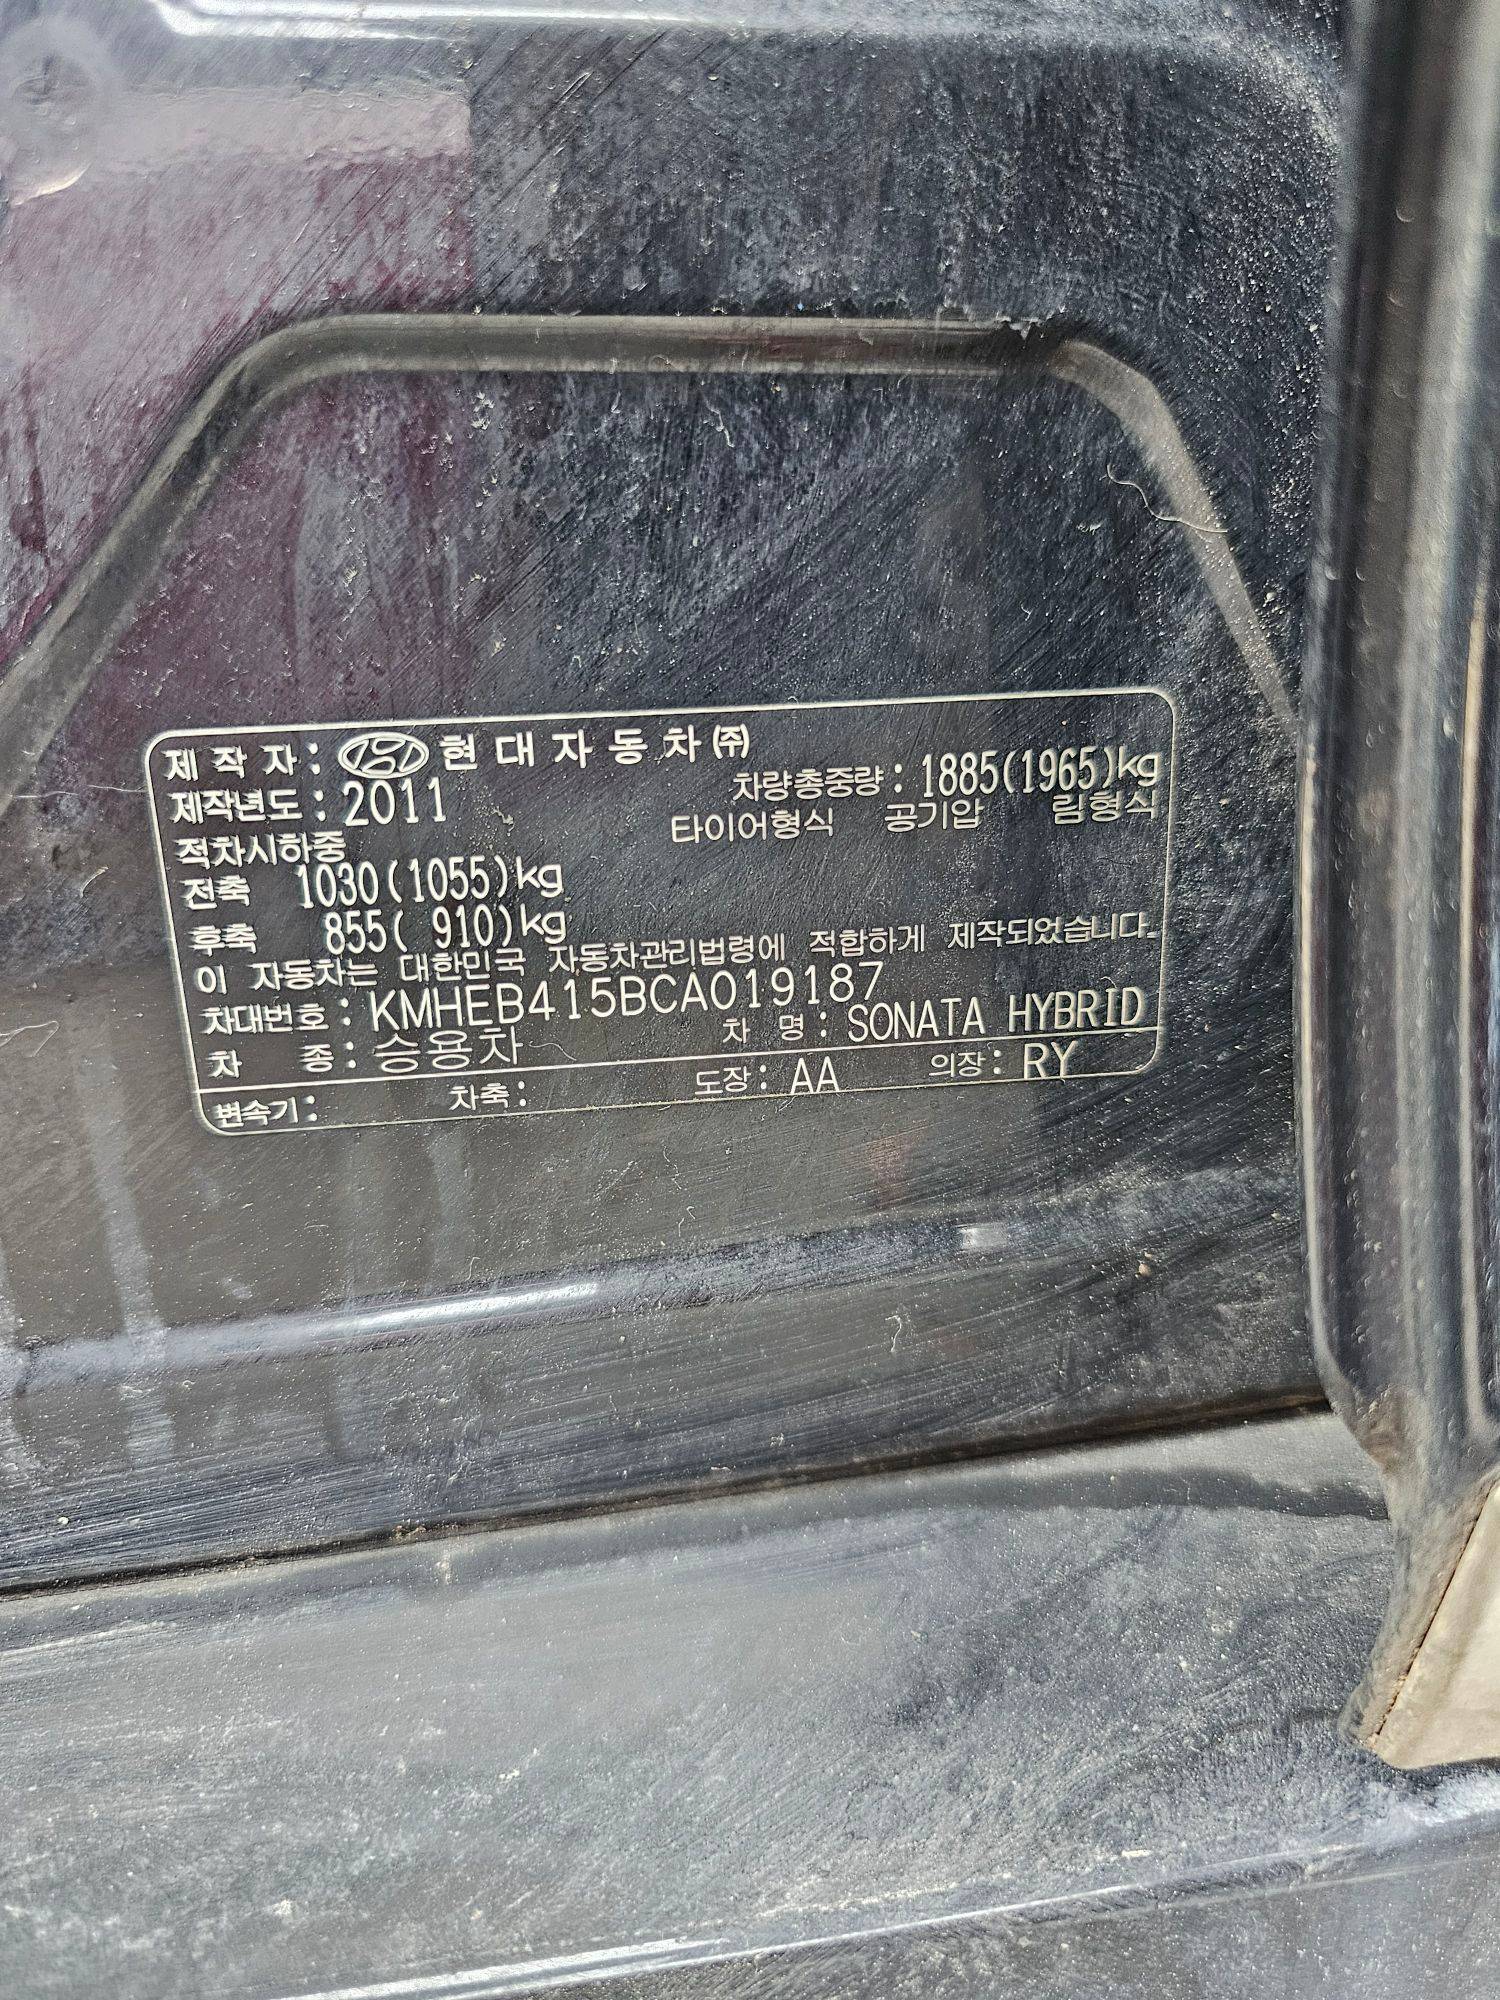 제 작 자 : 현 대 자 동 차 ㈜
제작년도 : 2011 차량총중량 : 1885(1965)kg
적차시하중 타이어형식 공기압 림형식
전축 1030(1055)kg
후축 855( 910)kg
이 자동차는 대한민국 자동차관리법령에 적합하게 제작되었습니다.
차대번호 : KMHEB415BCA019187
차 종 : 승용차 차 명 : SONATA HYBRID
변속기 : 차축 : 도장 : AA 의장 : RY